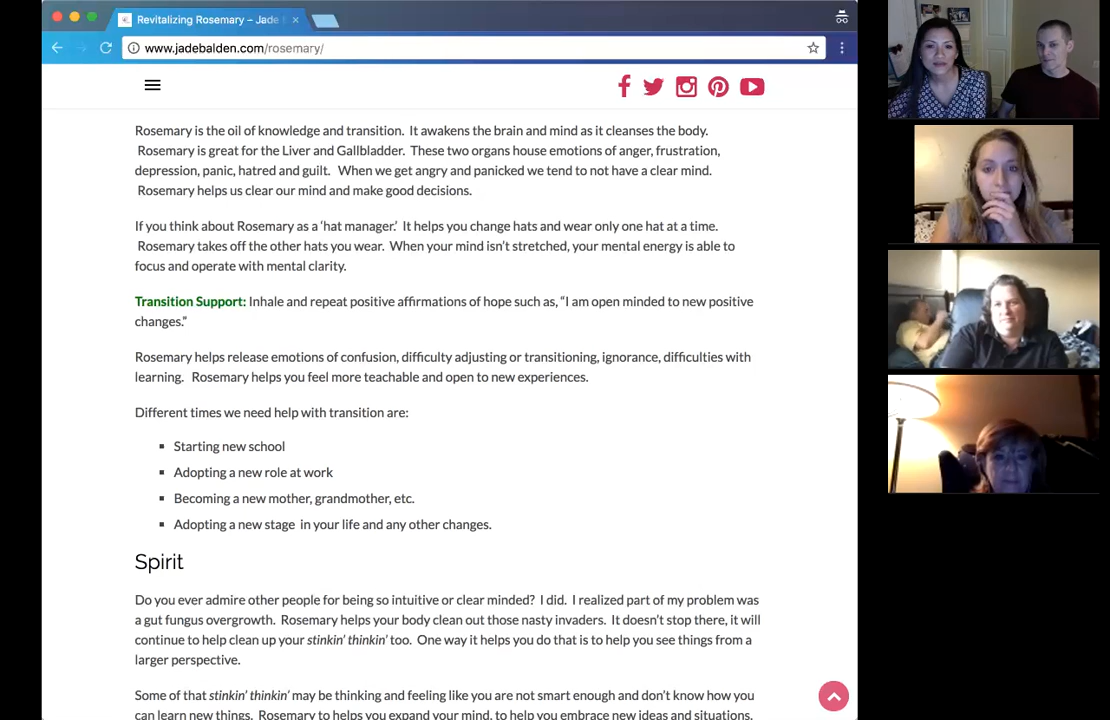 Revitalizing Rosemary – Jade
www.jadebalden.com/rosemary/
Rosemary is the oil of knowledge and transition. It awakens the brain and mind as it cleanses the body.
Rosemary is great for the Liver and Gallbladder. These two organs house emotions of anger, frustration,
depression, panic, hatred and guilt. When we get angry and panicked we tend to not have a clear mind.
Rosemary helps us clear our mind and make good decisions.
If you think about Rosemary as a ‘hat manager.’ It helps you change hats and wear only one hat at a time.
Rosemary takes off the other hats you wear. When your mind isn’t stretched, your mental energy is able to
focus and operate with mental clarity.
Transition Support: Inhale and repeat positive affirmations of hope such as, “I am open minded to new positive
changes.”
Rosemary helps release emotions of confusion, difficulty adjusting or transitioning, ignorance, difficulties with
learning. Rosemary helps you feel more teachable and open to new experiences.
Different times we need help with transition are:
Starting new school
Adopting a new role at work
Becoming a new mother, grandmother, etc.
Adopting a new stage in your life and any other changes.
Spirit
Do you ever admire other people for being so intuitive or clear minded? I did. I realized part of my problem was
a gut fungus overgrowth. Rosemary helps your body clean out those nasty invaders. It doesn’t stop there, it will
continue to help clean up your stinkin’ thinkin’ too. One way it helps you do that is to help you see things from a
larger perspective.
Some of that stinkin’ thinkin’ may be thinking and feeling like you are not smart enough and don’t know how you
can learn new things. Rosemary to helps you expand your mind, to help you embrace new ideas and situations.